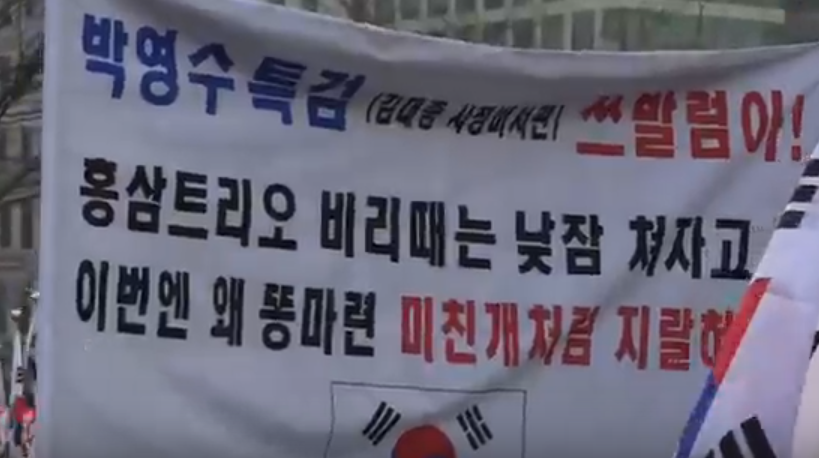 박영수특검 (김대중 사정비서관) 쓰발럼아!
홍삼트리오 비리때는 낮잠 쳐자고
이번엔 왜 똥마련 미친개처럼 지랄